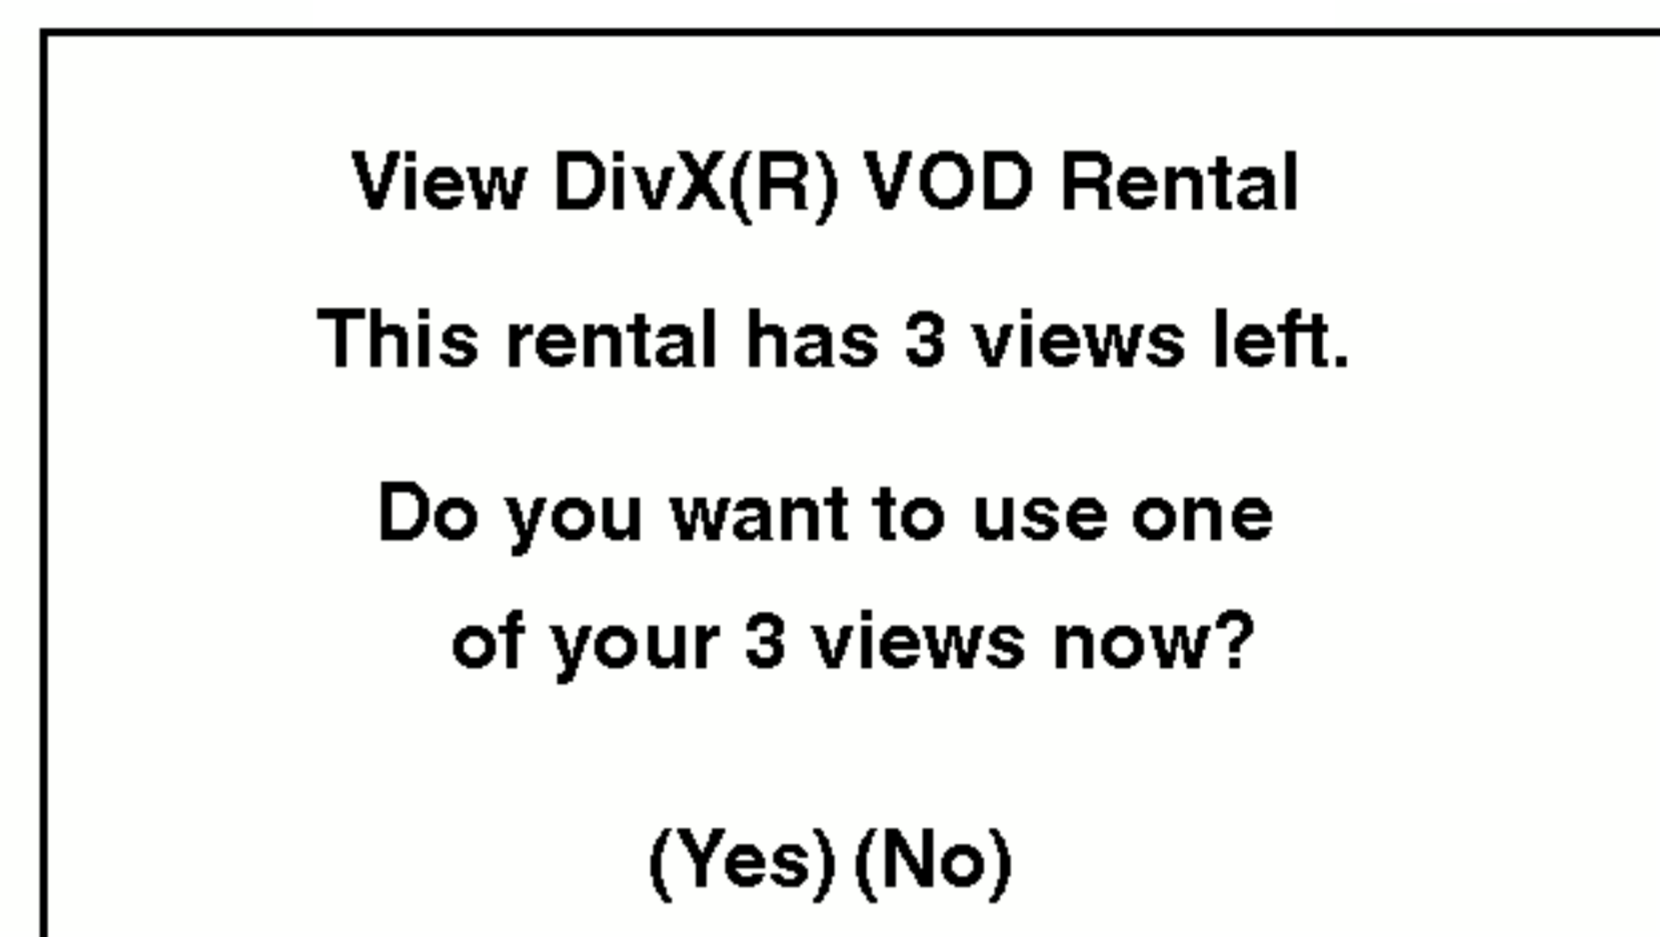 View DivX(R) VOD Rental
This rental has 3 views left.
Do you want to use one
of your 3 views now?
(Yes) (No)